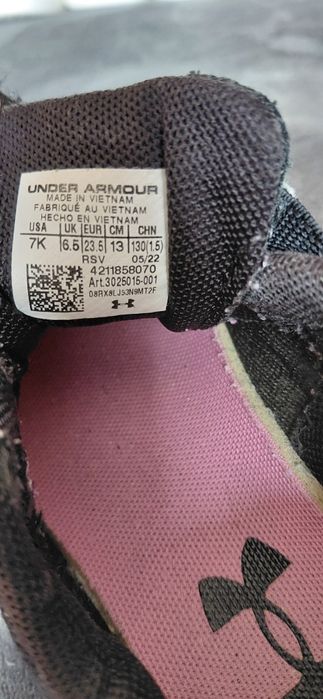 UNDER ARMOUR
MADE IN VIETNAM
FABRIQUÉ AU VIETNAM
HECHO EN VIETNAM
USA UK EUR CM CHN
7K 6.5 23.5 13 130(1.5)
RSV 05/22
4211858070
Art.3025015-001
08RX8LJ53N9MT2F